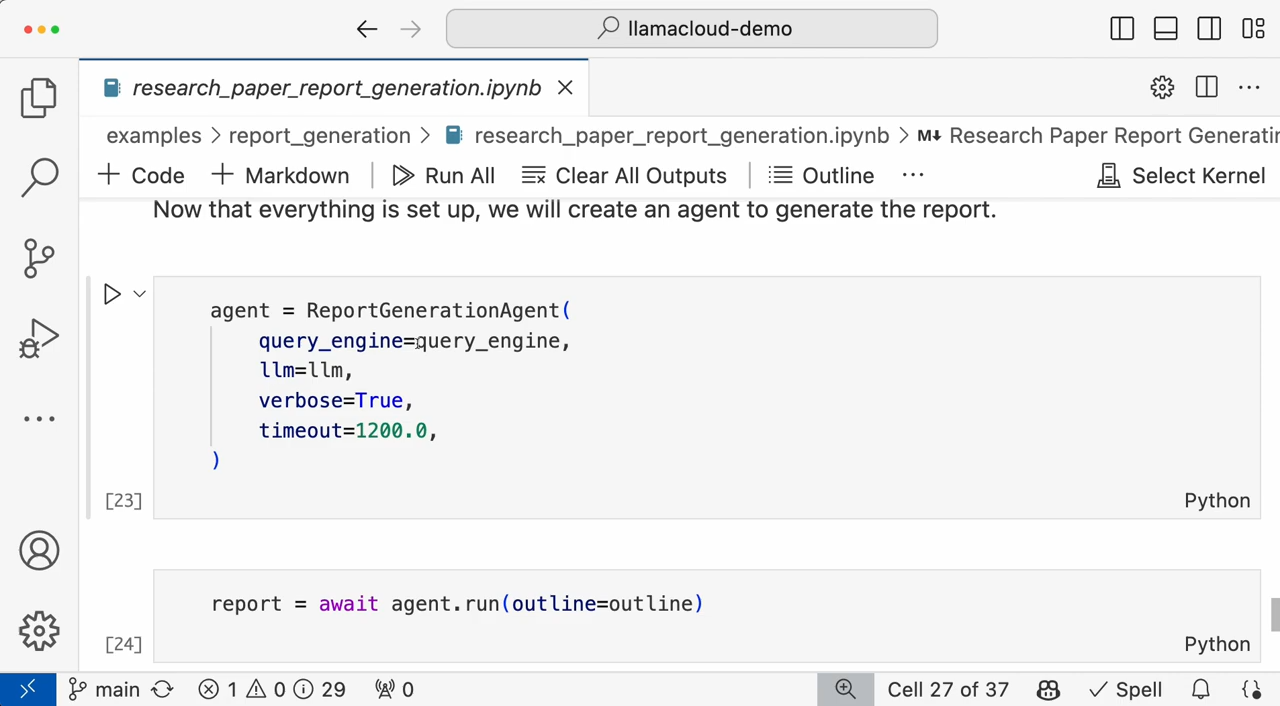 llamacloud-demo
research_paper_report_generation.ipynb
examples > report_generation > research_paper_report_generation.ipynb > M↓ Research Paper Report Generatin
+ Code + Markdown Run All Clear All Outputs Outline ... Select Kernel
Now that everything is set up, we will create an agent to generate the report.
agent = ReportGenerationAgent(
query_engine=query_engine,
llm=llm,
verbose=True,
timeout=1200.0,
)
[23] Python
report = await agent.run(outline=outline)
[24] Python
main 1 0 29 0 Cell 27 of 37 Spell